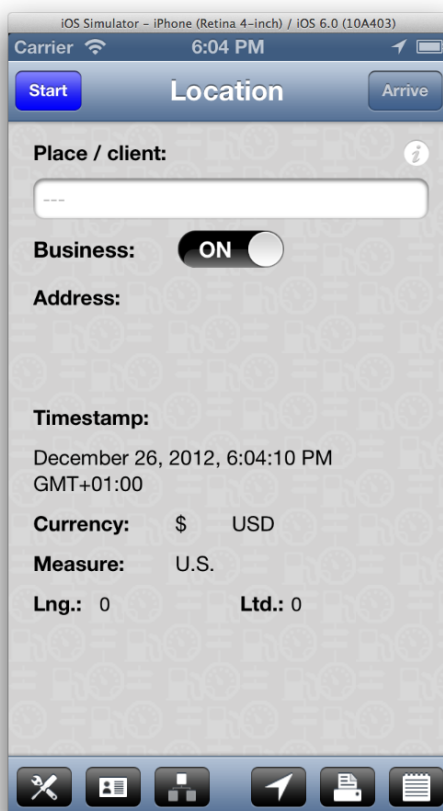 iOS Simulator – iPhone (Retina 4-inch) / iOS 6.0 (10A403)
Carrier 6:04 PM
Start Location Arrive
Place / client:
---
Business: ON
Address:
Timestamp:
December 26, 2012, 6:04:10 PM
GMT+01:00
Currency: $ USD
Measure: U.S.
Lng.: 0 Ltd.: 0